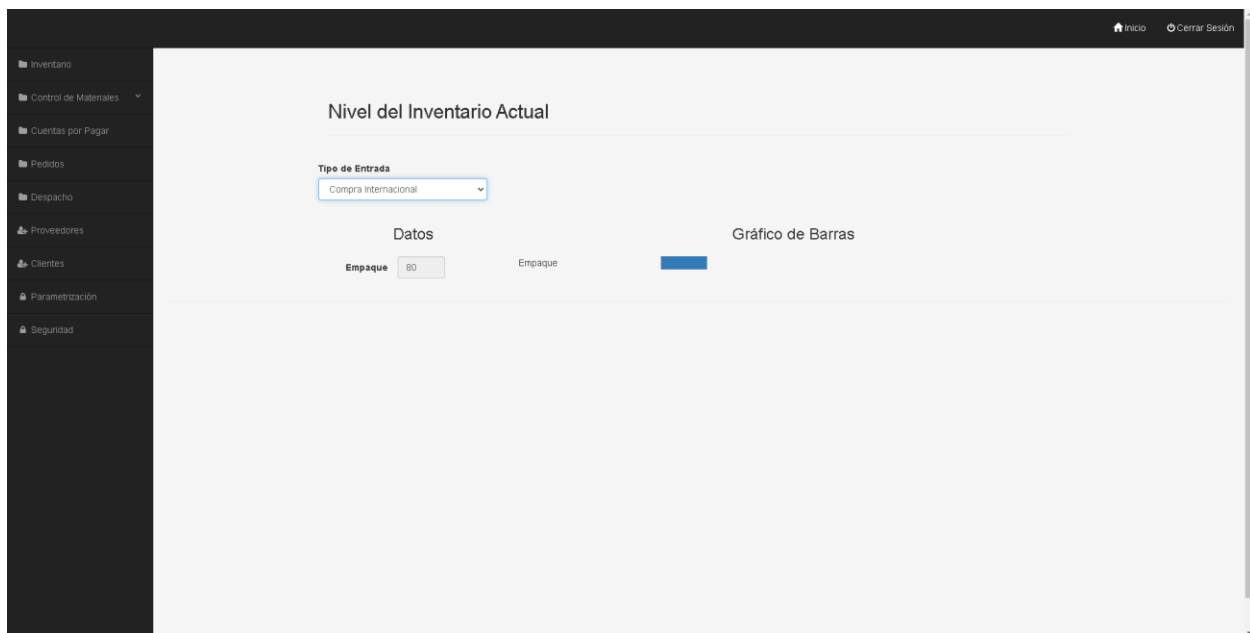 Inicio
Cerrar Sesión
Inventario
Control de Materiales
Cuentas por Pagar
Pedidos
Despacho
Proveedores
Clientes
Parametrización
Seguridad
Nivel del Inventario Actual
Tipo de Entrada
Compra Internacional
Datos
Gráfico de Barras
Empaque 80
Empaque